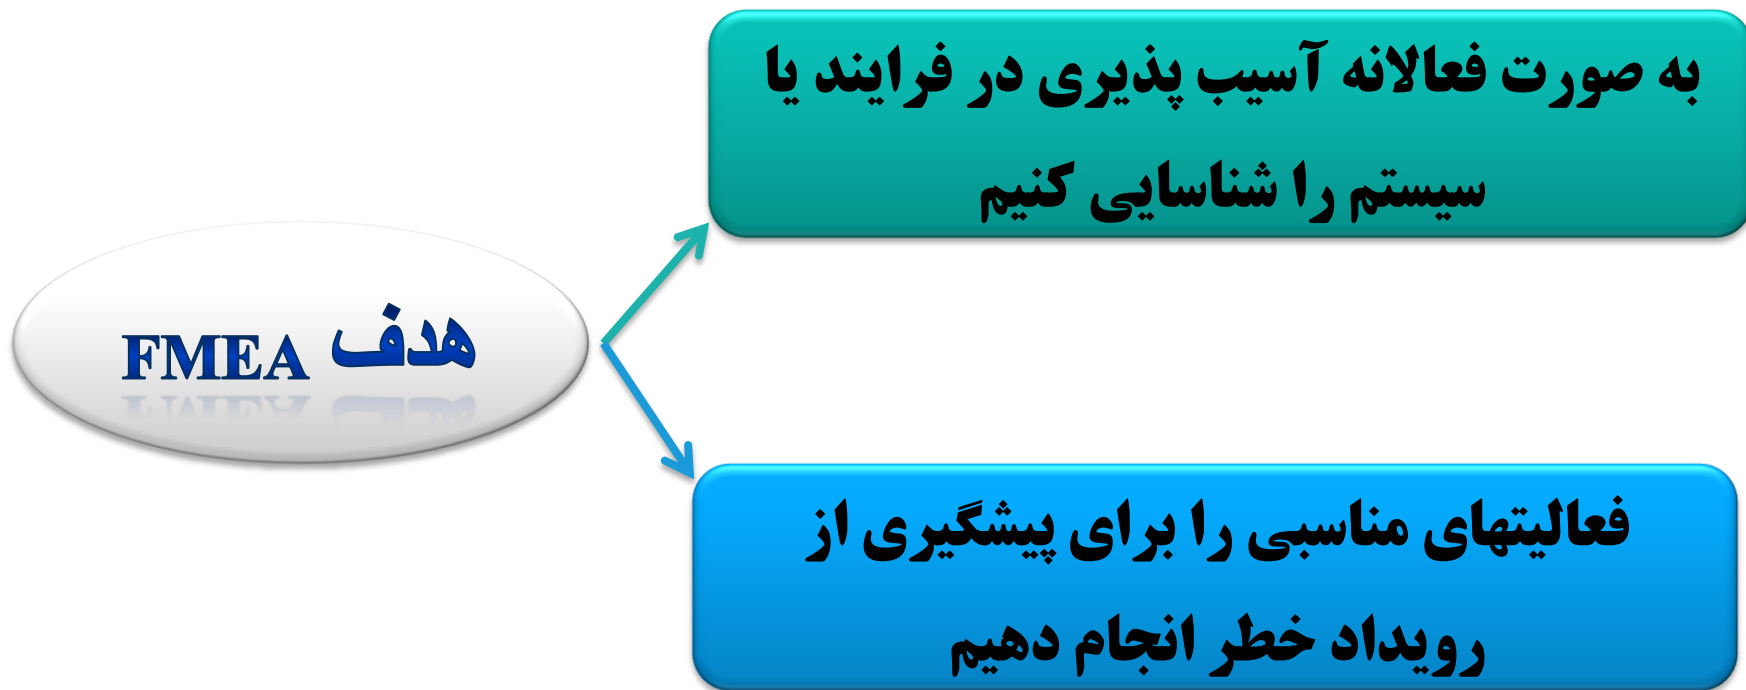 به صورت فعالانه آسیب پذیری در فرایند یا
سیستم را شناسایی کنیم
هدف FMEA
فعالیتهای مناسبی را برای پیشگیری از
رویداد خطر انجام دهیم